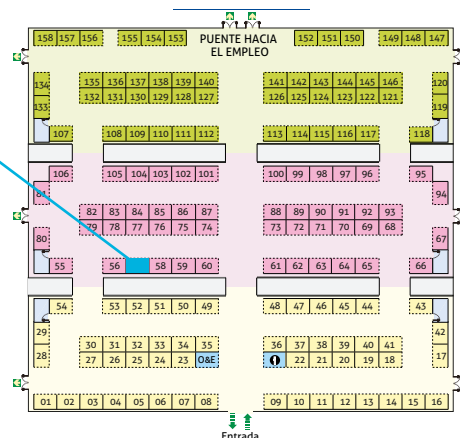 158 157 156 155 154 153 PUENTE HACIA 152 151 150 149 148 147
EL EMPLEO
134 135 136 137 138 139 140 141 142 143 144 145 146 120
133 132 131 130 129 128 127 126 125 124 123 122 121 119
107 108 109 110 111 112 113 114 115 116 117 118
106 105 104 103 102 101 100 99 98 97 96 95
81 94
82 83 84 85 86 87 88 89 90 91 92 93
79 78 77 76 75 74 73 72 71 70 69 68
80 67
55 56 58 59 60 61 62 63 64 65 66
54 53 52 51 50 49 48 47 46 45 44 43
29 42
30 31 32 33 34 35 36 37 38 39 40 41
28 27 26 25 24 23 O&E 22 21 20 19 18 17
01 02 03 04 05 06 07 08 09 10 11 12 13 14 15 16
Entrada